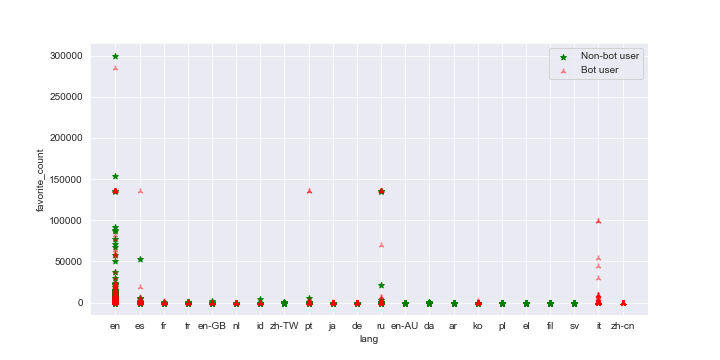 300000
250000
200000
150000
100000
50000
0
favorite_count
Non-bot user
Bot user
en es fr tr en-GB nl id zh-TW pt ja de ru en-AU da ar ko pl el fil sv it zh-cn
lang